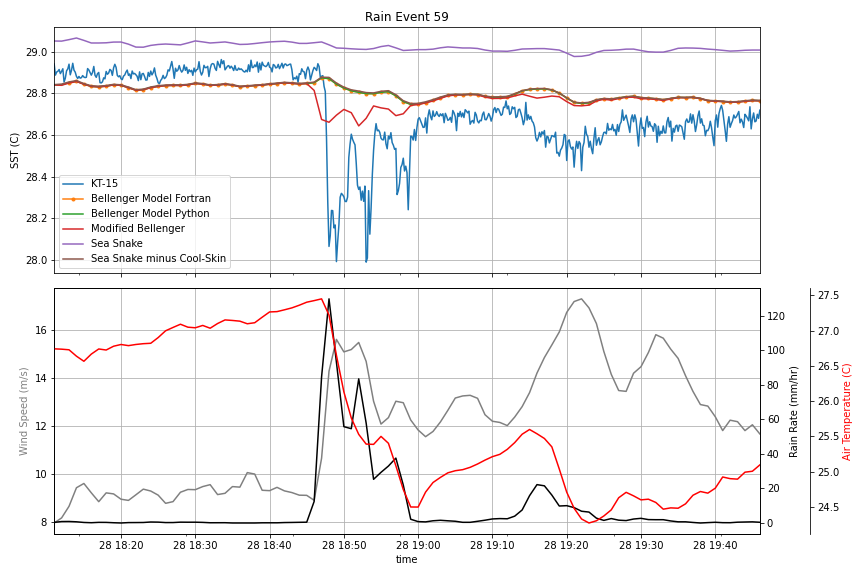 Rain Event 59
SST (C)
29.0
28.8
28.6
28.4
28.2
28.0
KT-15
Bellenger Model Fortran
Bellenger Model Python
Modified Bellenger
Sea Snake
Sea Snake minus Cool-Skin
Wind Speed (m/s)
16
14
12
10
8
120
100
80
60
40
20
0
Rain Rate (mm/hr)
27.5
27.0
26.5
26.0
25.5
25.0
24.5
Air Temperature (C)
28 18:20 28 18:30 28 18:40 28 18:50 28 19:00 28 19:10 28 19:20 28 19:30 28 19:40
time